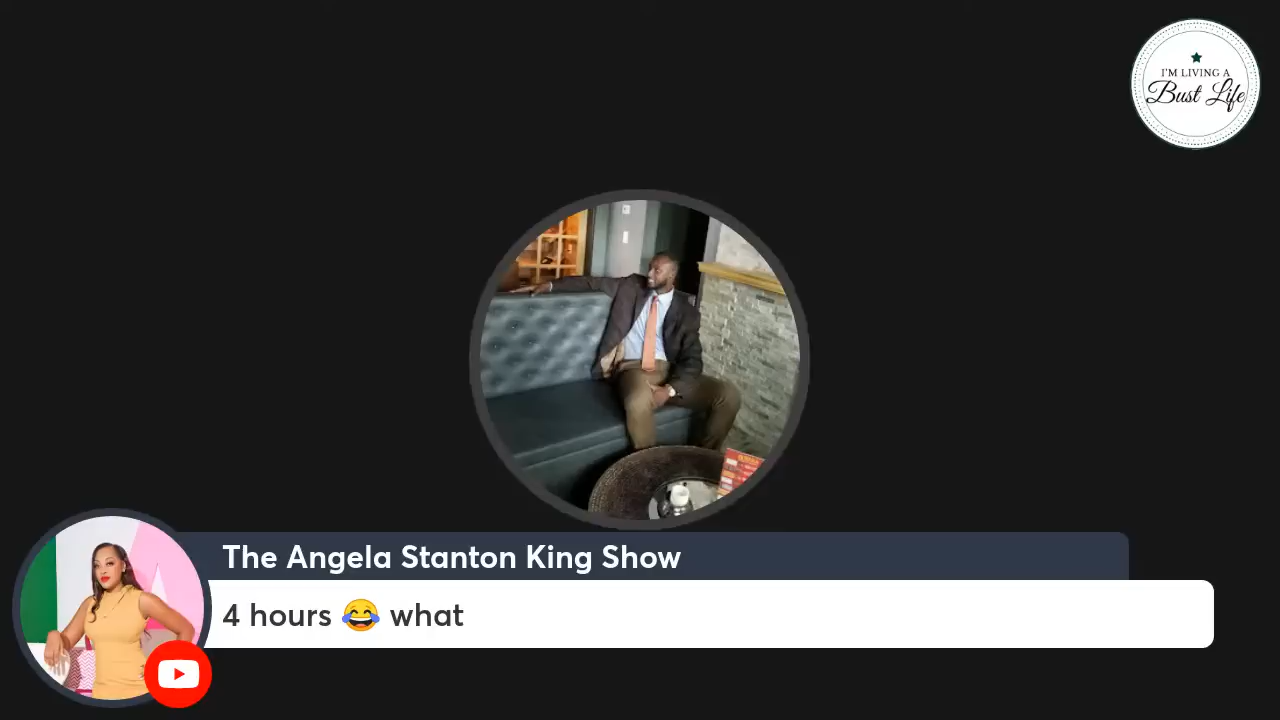 I'M LIVING A
Bust Life
The Angela Stanton King Show
4 hours 😂 what